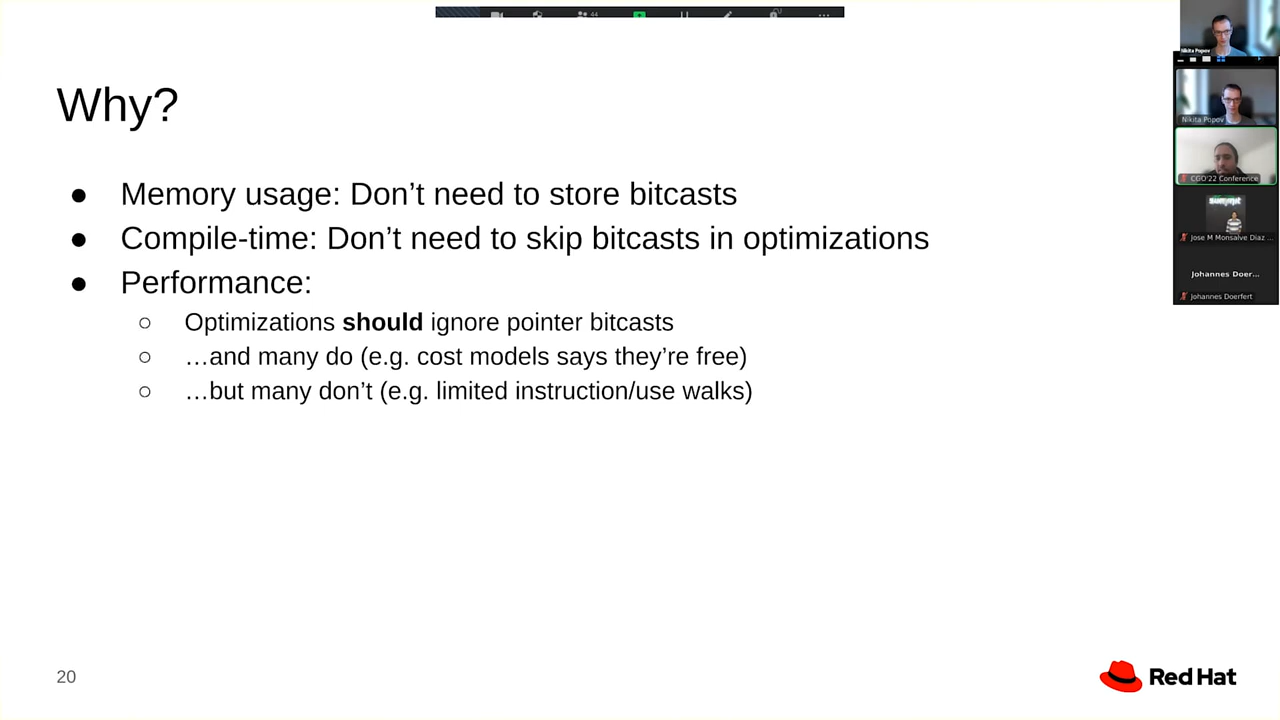 44
Nikita Popov
Why?
Nikita Popov
CGO'22 Conference
● Memory usage: Don’t need to store bitcasts
● Compile-time: Don’t need to skip bitcasts in optimizations
Jose M Monsalve Diaz ...
Johannes Doer...
● Performance:
Johannes Doerfert
○ Optimizations should ignore pointer bitcasts
○ …and many do (e.g. cost models says they’re free)
○ …but many don’t (e.g. limited instruction/use walks)
20
Red Hat